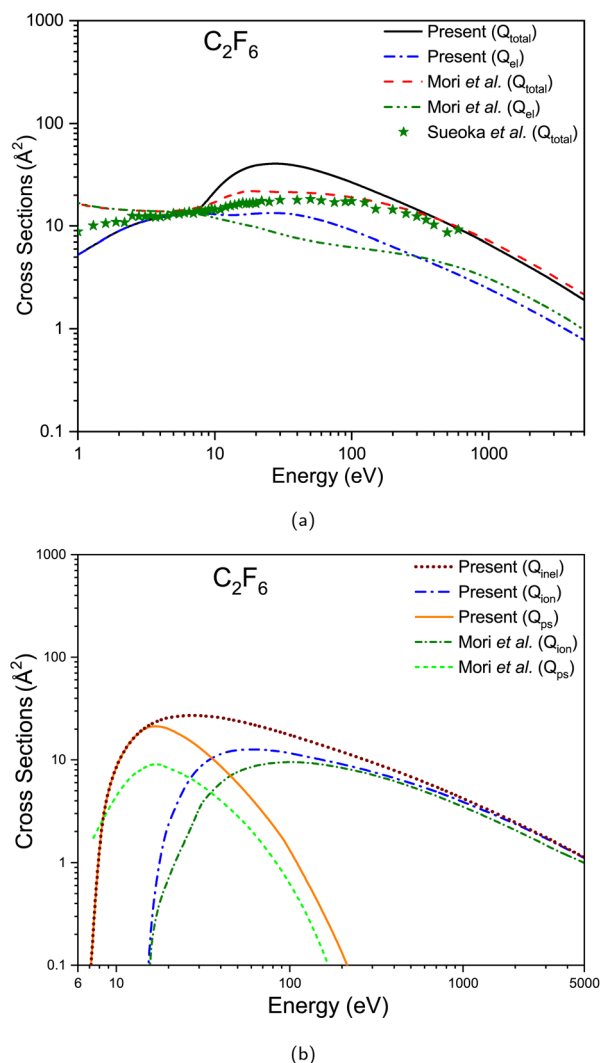 C₂F₆
Present (Q_total)
Present (Q_el)
Mori et al. (Q_total)
Mori et al. (Q_el)
Sueoka et al. (Q_total)
Cross Sections (Å²)
1000
100
10
1
0.1
1 10 100 1000
Energy (eV)
(a)
C₂F₆
Present (Q_inel)
Present (Q_ion)
Present (Q_ps)
Mori et al. (Q_ion)
Mori et al. (Q_ps)
Cross Sections (Å²)
1000
100
10
1
0.1
6 10 100 1000 5000
Energy (eV)
(b)